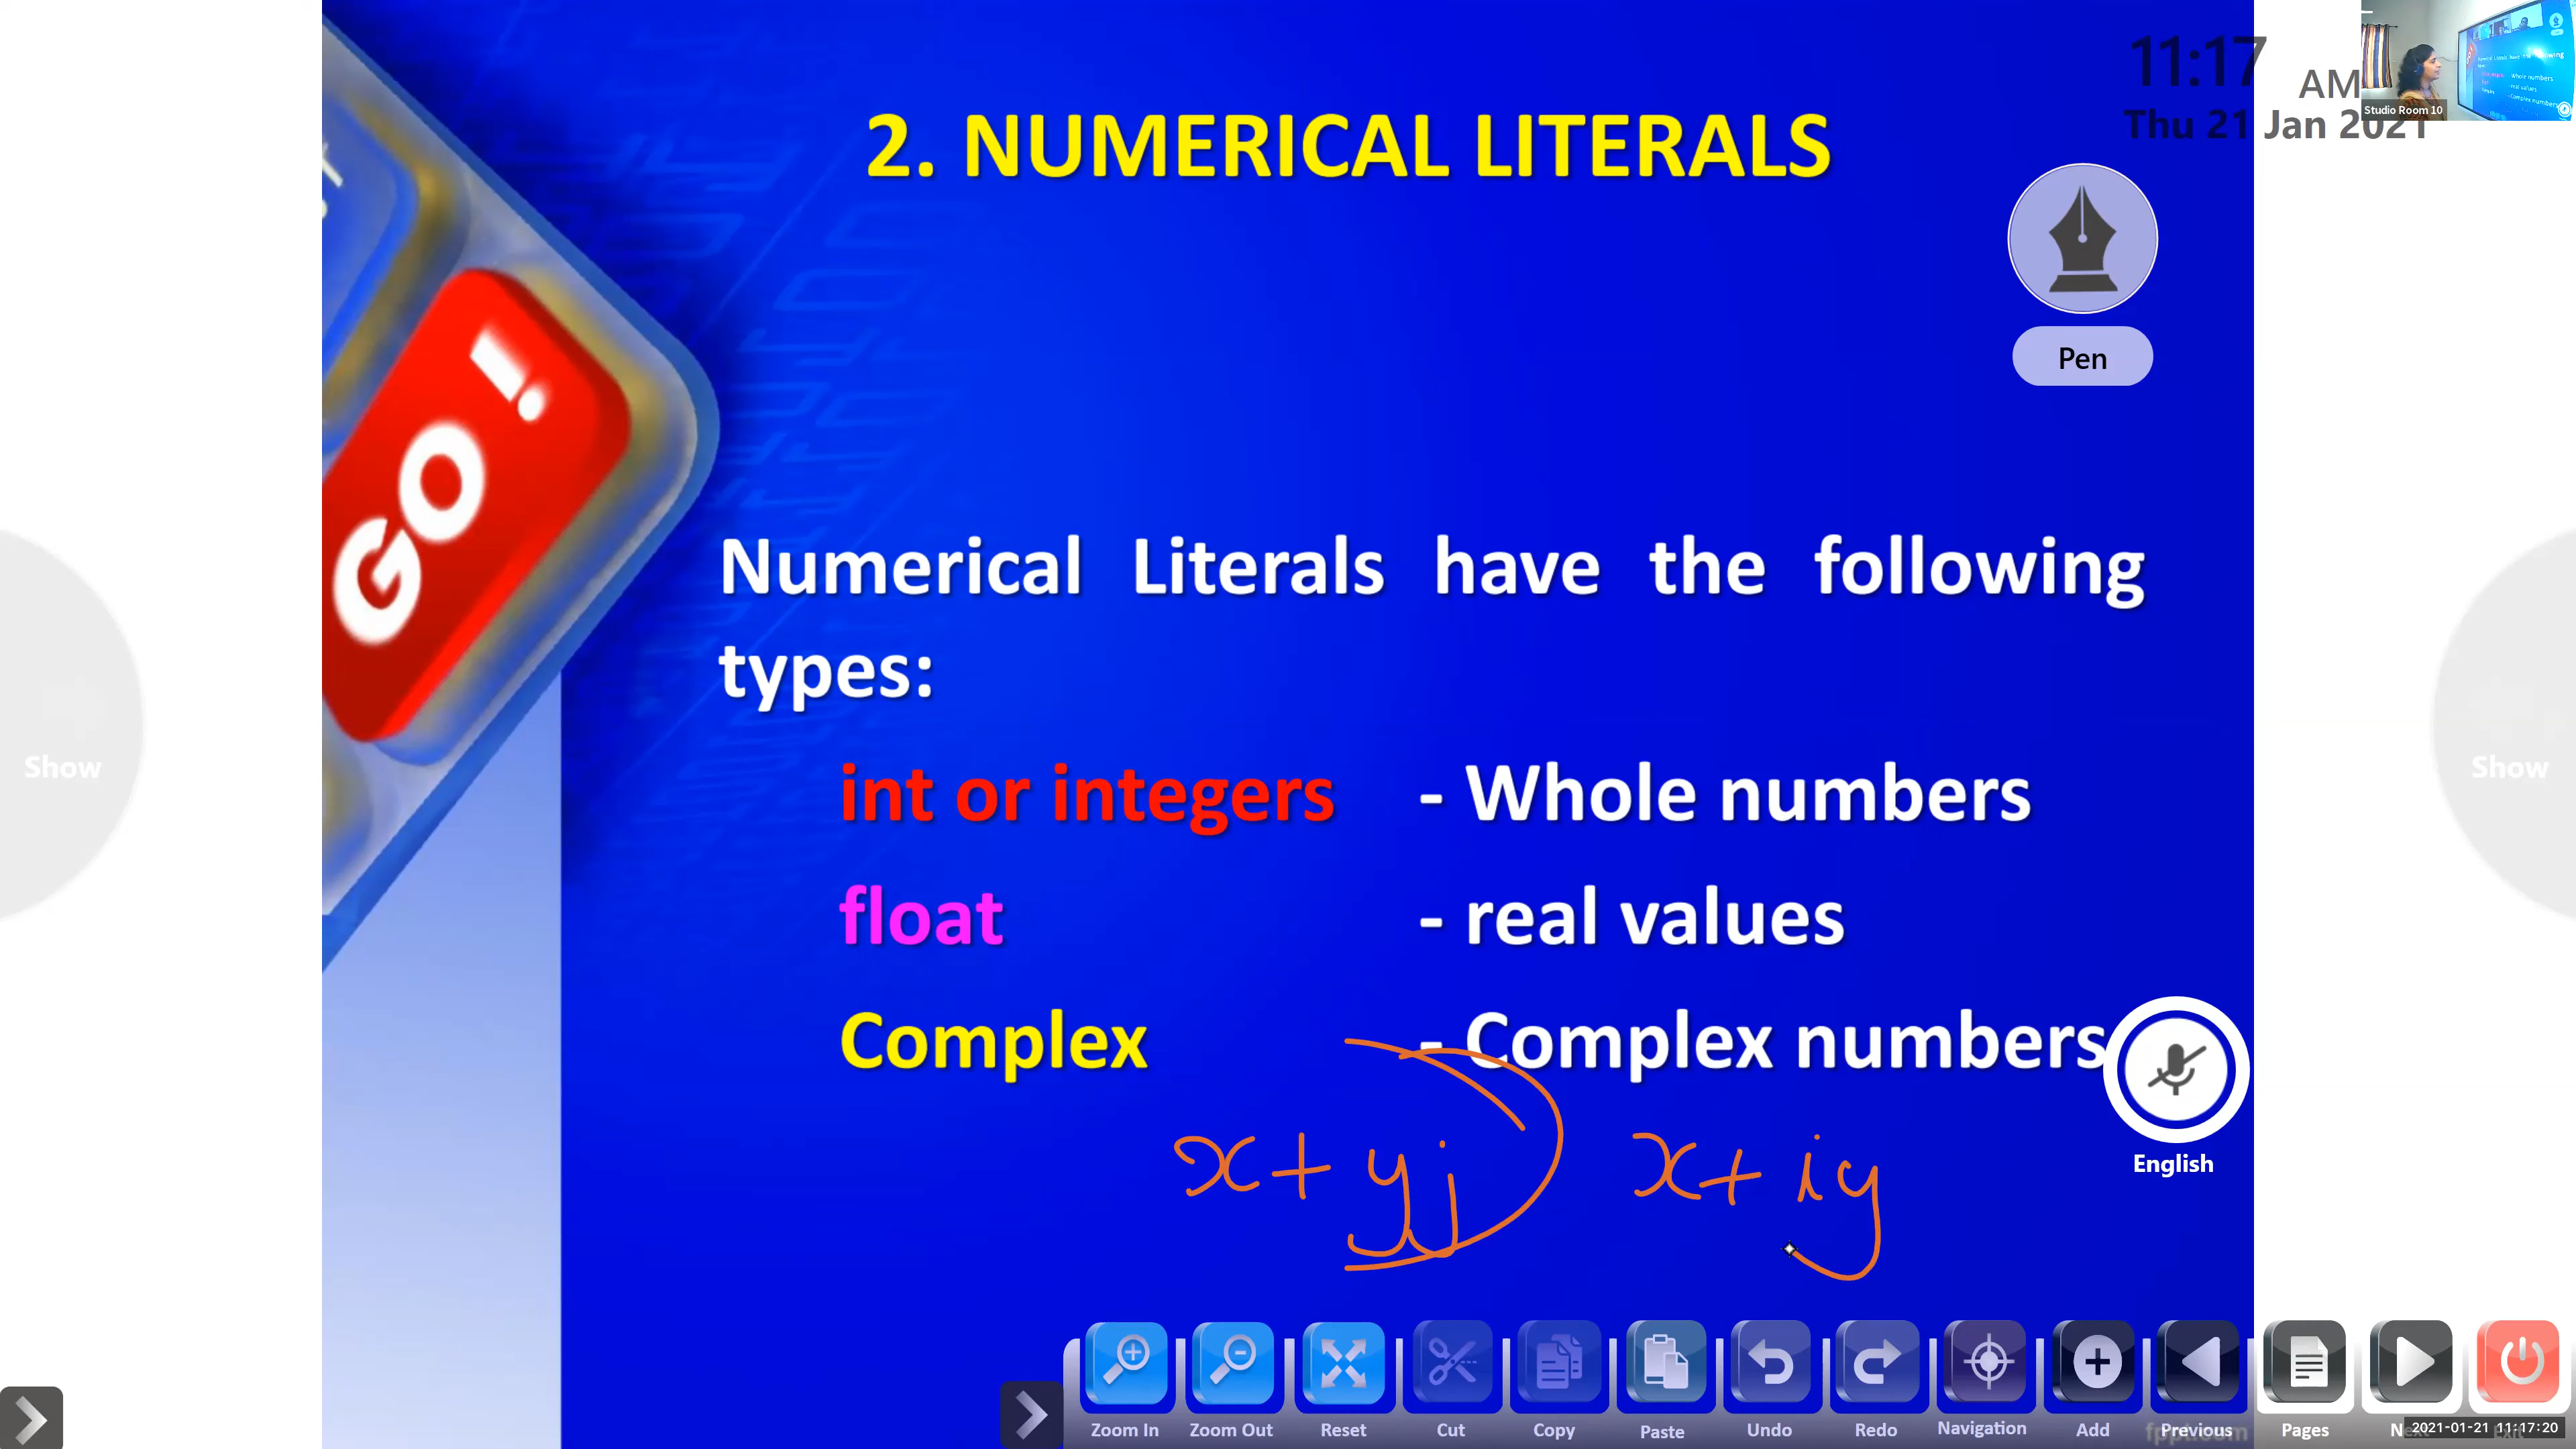 11:17 AM
Thu 21 Jan 2021
Studio Room 10
2. NUMERICAL LITERALS
Pen
GO !
Numerical Literals have the following
types:
int or integers - Whole numbers
float - real values
Complex - Complex numbers
Show
Show
x + yj x + iy
English
Zoom In Zoom Out Reset Cut Copy Paste Undo Redo Navigation Add Previous Pages
2021-01-21 11:17:20